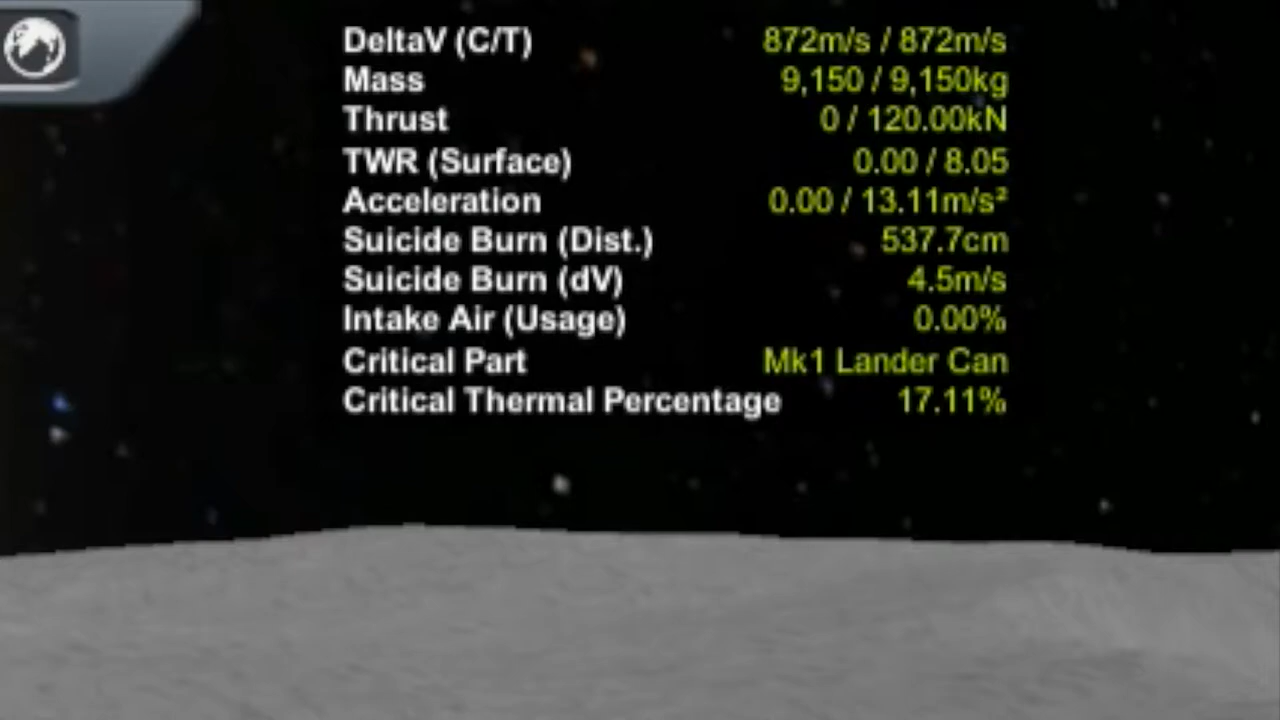 DeltaV (C/T) 872m/s / 872m/s
Mass 9,150 / 9,150kg
Thrust 0 / 120.00kN
TWR (Surface) 0.00 / 8.05
Acceleration 0.00 / 13.11m/s²
Suicide Burn (Dist.) 537.7cm
Suicide Burn (dV) 4.5m/s
Intake Air (Usage) 0.00%
Critical Part Mk1 Lander Can
Critical Thermal Percentage 17.11%